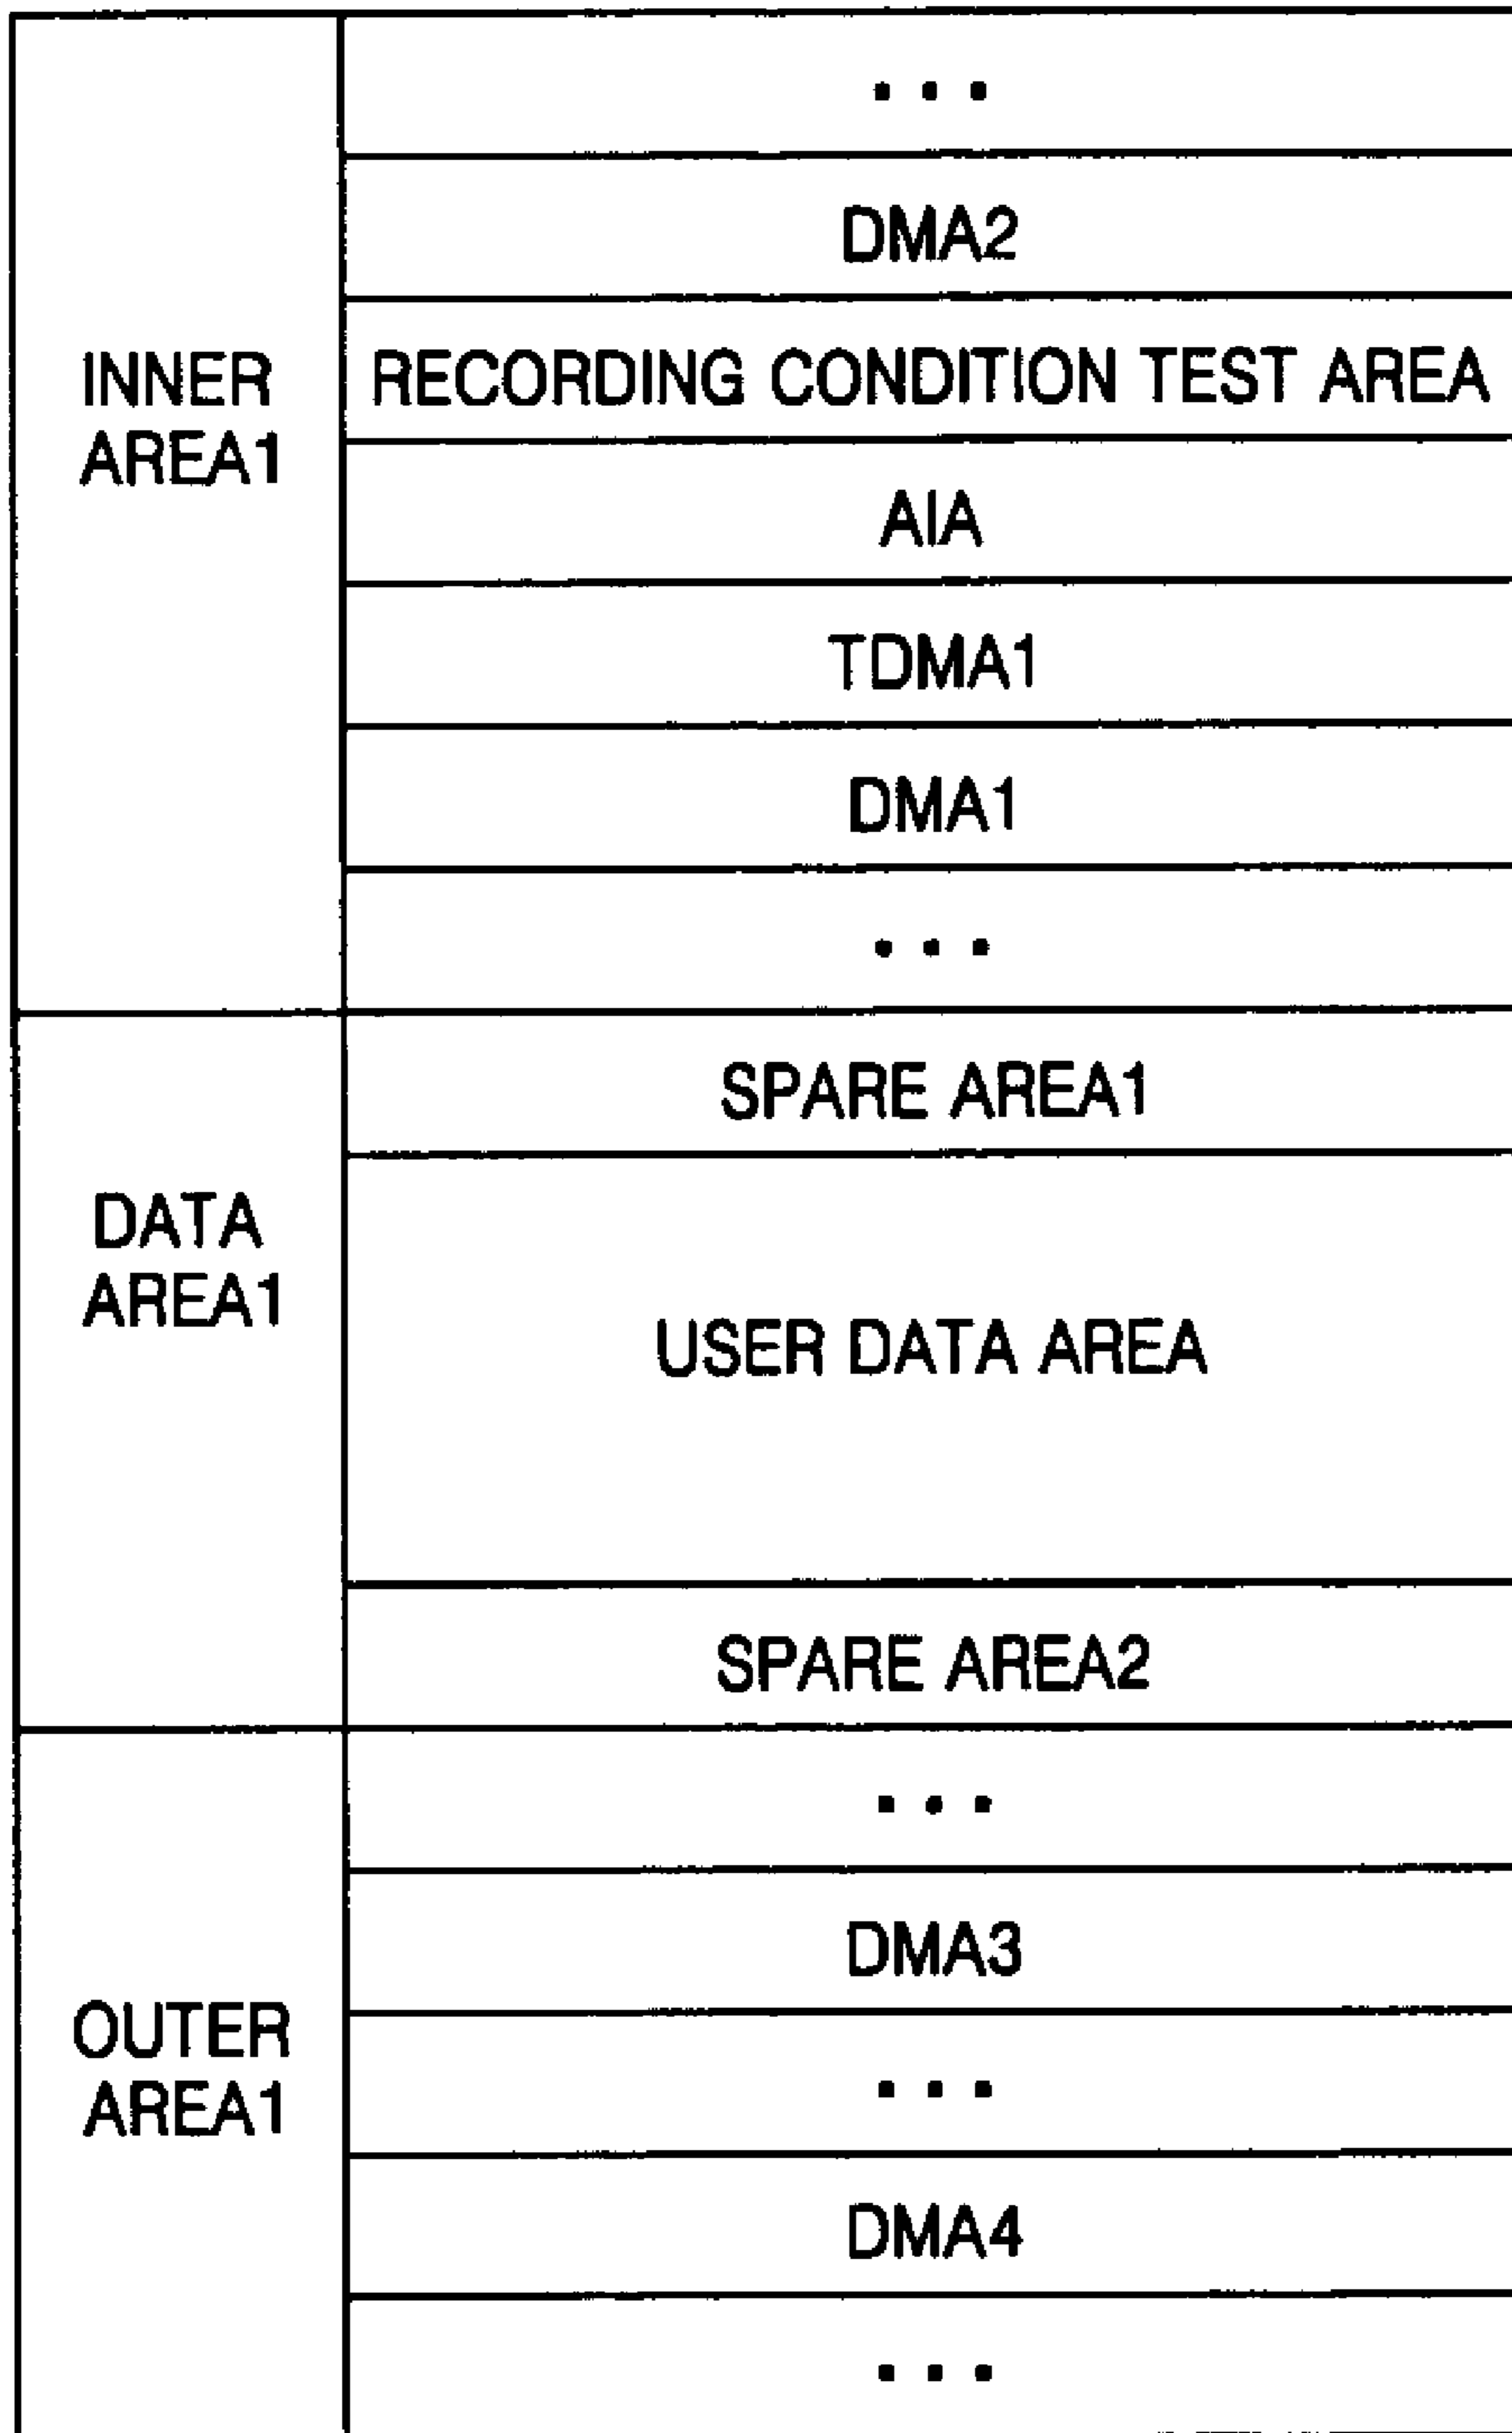 INNER
AREA1
. . .
DMA2
RECORDING CONDITION TEST AREA
AIA
TDMA1
DMA1
. . .
DATA
AREA1
SPARE AREA1
USER DATA AREA
SPARE AREA2
OUTER
AREA1
. . .
DMA3
. . .
DMA4
. . .